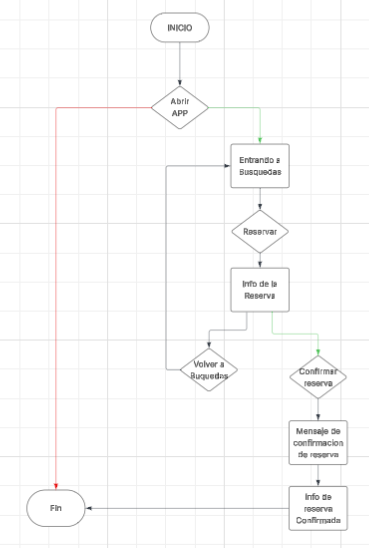 INICIO
Abrir
APP
Entrando a
Busquedas
Reservar
Info de la
Reserva
Volver a
Buquedas
Confirmar
reserva
Mensaje de
confirmacion
de reserva
Info de
reserva
Confirmada
Fin